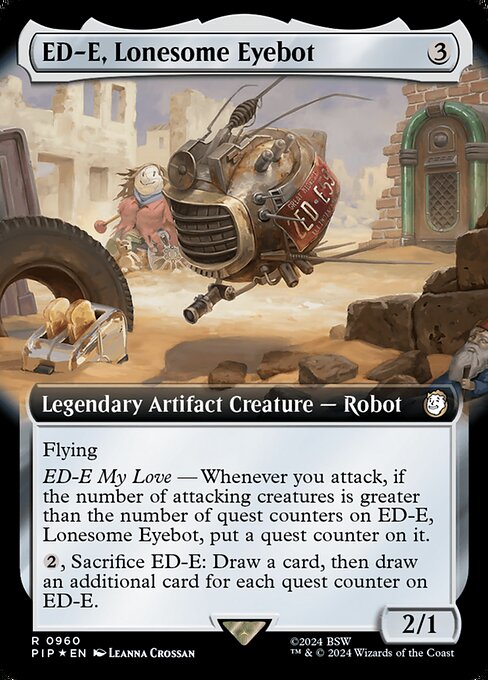 ED-E, Lonesome Eyebot 3
ED-E5
Legendary Artifact Creature — Robot
Flying
ED-E My Love — Whenever you attack, if
the number of attacking creatures is greater
than the number of quest counters on ED-E,
Lonesome Eyebot, put a quest counter on it.
2, Sacrifice ED-E: Draw a card, then draw
an additional card for each quest counter on
ED-E.
2/1
R 0960
PIP ★ EN Leanna Crossan
©2024 BSW
™ & © 2024 Wizards of the Coast